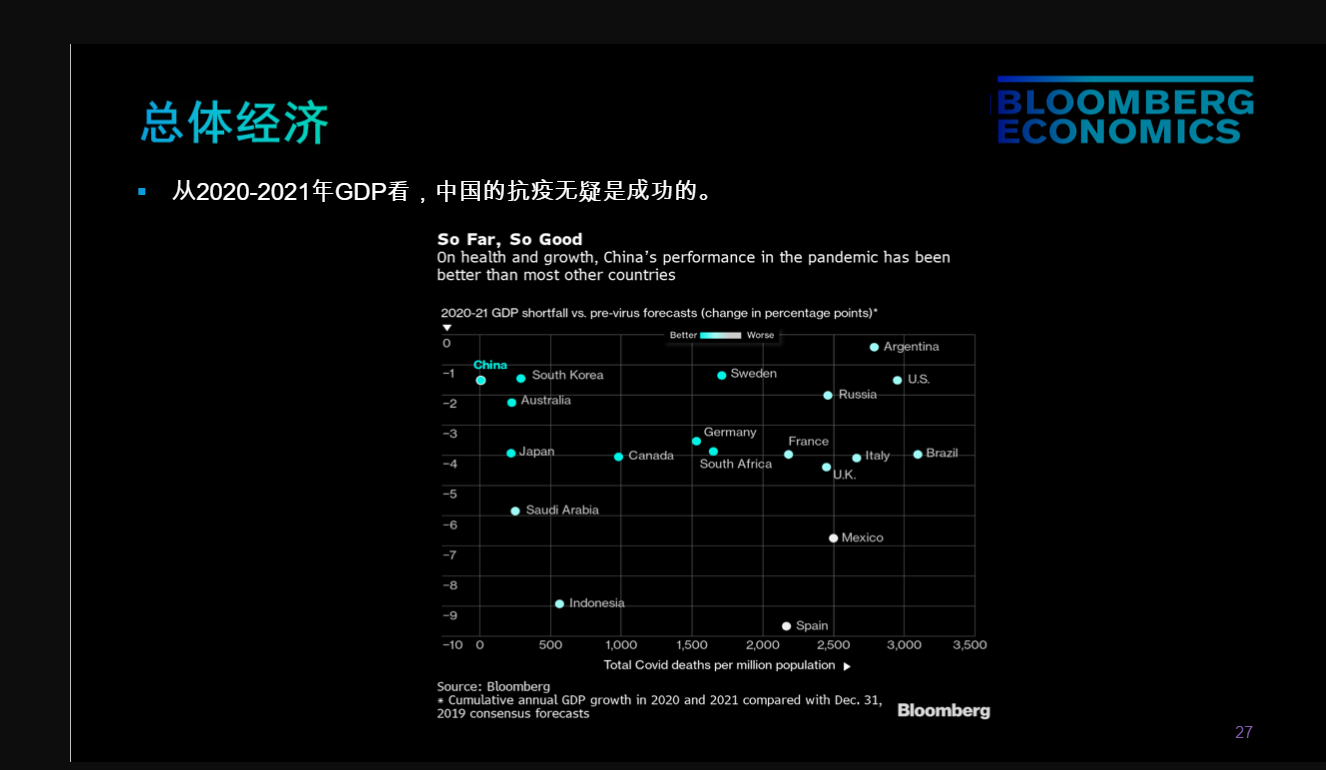 总体经济
BLOOMBERG
ECONOMICS
▪ 从2020-2021年GDP看，中国的抗疫无疑是成功的。
So Far, So Good
On health and growth, China's performance in the pandemic has been
better than most other countries
2020-21 GDP shortfall vs. pre-virus forecasts (change in percentage points)*
Better Worse
0
Argentina
China
-1
South Korea
Sweden
U.S.
Russia
-2
Australia
-3
Germany
France
Japan
Canada
South Africa
Italy
Brazil
-4
U.K.
-5
Saudi Arabia
-6
Mexico
-7
-8
Indonesia
-9
Spain
-10 0 500 1,000 1,500 2,000 2,500 3,000 3,500
Total Covid deaths per million population ▶
Source: Bloomberg
* Cumulative annual GDP growth in 2020 and 2021 compared with Dec. 31,
2019 consensus forecasts
Bloomberg
27